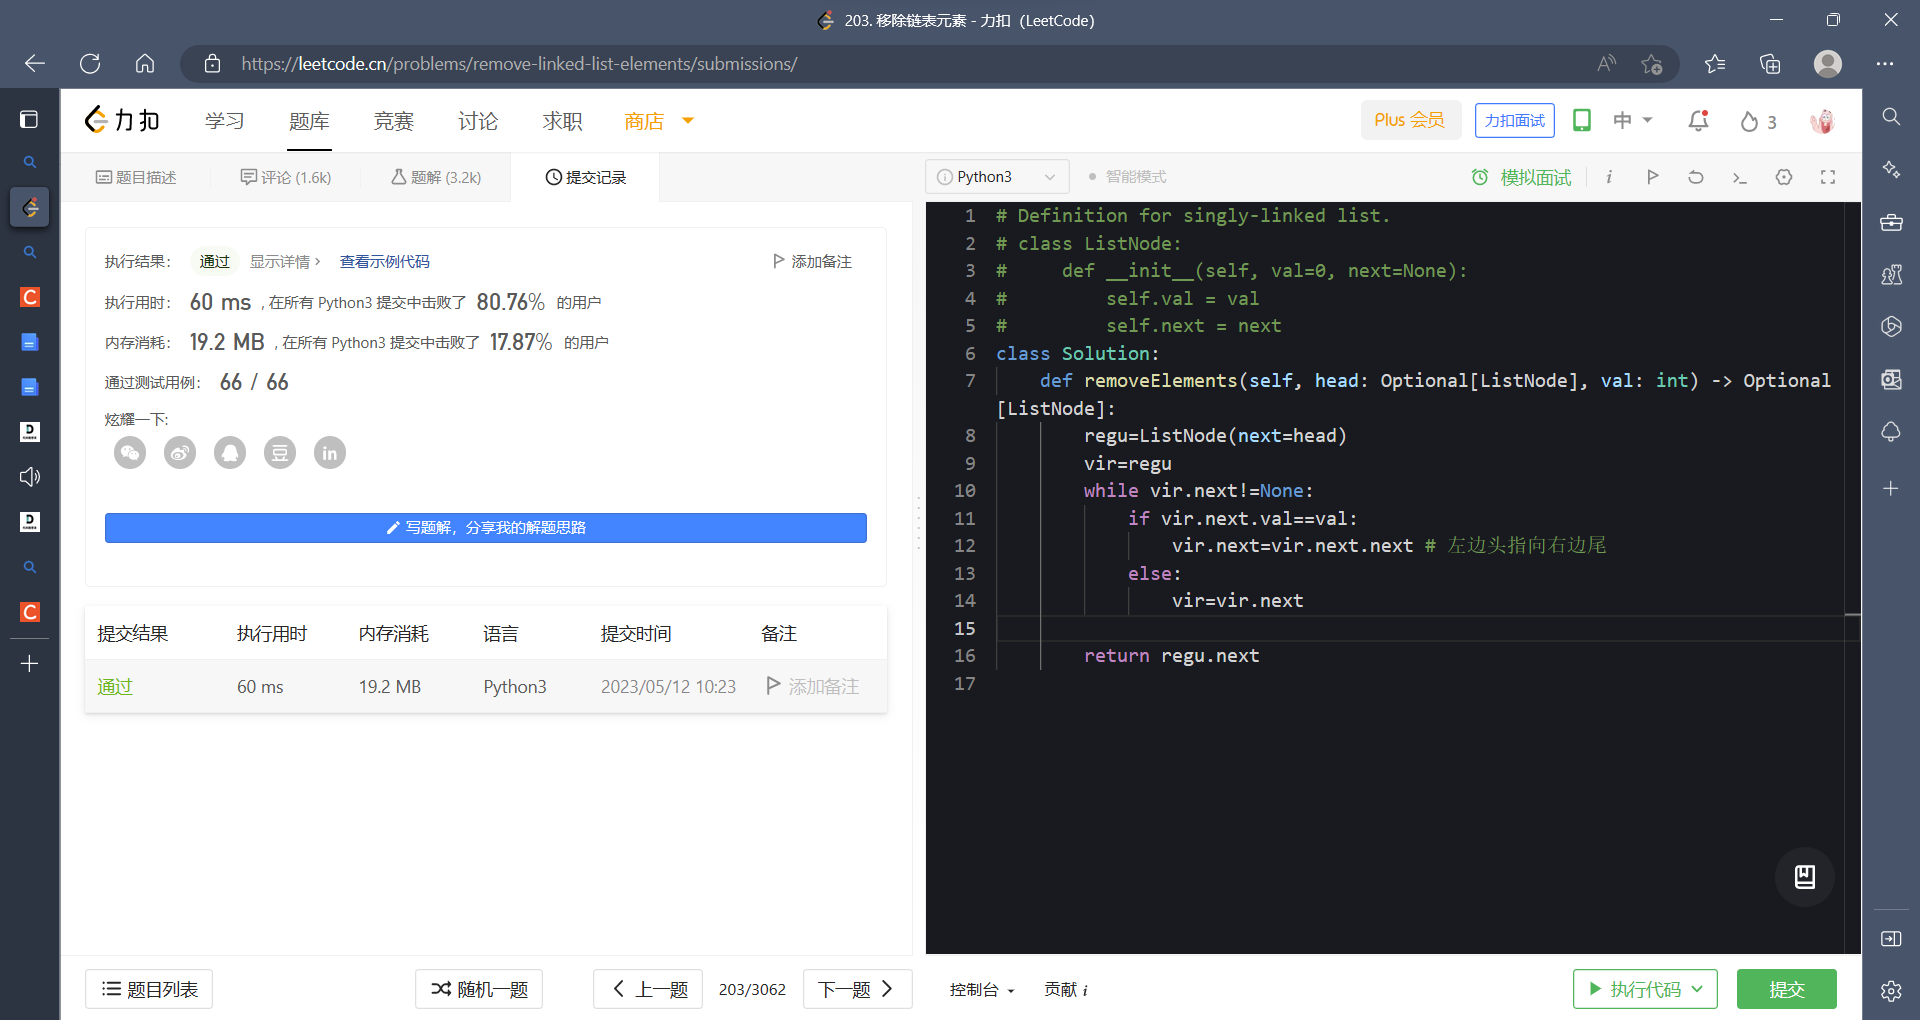 203. 移除链表元素 - 力扣（LeetCode）
https://leetcode.cn/problems/remove-linked-list-elements/submissions/
力扣 学习 题库 竞赛 讨论 求职 商店 Plus 会员 力扣面试 中 3
题目描述 评论 (1.6k) 题解 (3.2k) 提交记录
执行结果： 通过 显示详情 > 查看示例代码 添加备注
执行用时： 60 ms , 在所有 Python3 提交中击败了 80.76% 的用户
内存消耗： 19.2 MB , 在所有 Python3 提交中击败了 17.87% 的用户
通过测试用例： 66 / 66
炫耀一下:
写题解，分享我的解题思路
提交结果 执行用时 内存消耗 语言 提交时间 备注
通过 60 ms 19.2 MB Python3 2023/05/12 10:23 添加备注
题目列表 随机一题 上一题 203/3062 下一题
Python3 智能模式 模拟面试
1 # Definition for singly-linked list.
2 # class ListNode:
3 #     def __init__(self, val=0, next=None):
4 #         self.val = val
5 #         self.next = next
6 class Solution:
7     def removeElements(self, head: Optional[ListNode], val: int) -> Optional
[ListNode]:
8         regu=ListNode(next=head)
9         vir=regu
10         while vir.next!=None:
11             if vir.next.val==val:
12                 vir.next=vir.next.next # 左边头指向右边尾
13             else:
14                 vir=vir.next
15
16         return regu.next
17
控制台 贡献 i 执行代码 提交